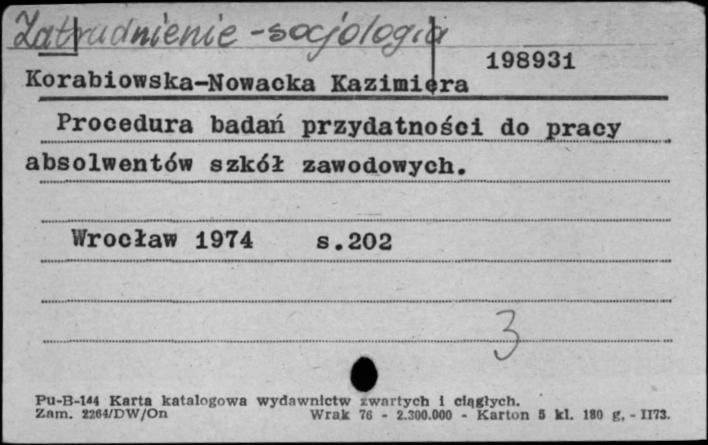 Zatrudnienie - socjologia
198931
Korabiowska-Nowacka Kazimiera
Procedura badań przydatności do pracy
absolwentów szkół zawodowych.
Wrocław 1974 s.202
3
Pu-B-144 Karta katalogowa wydawnictw zwartych i ciągłych.
Zam. 2264/DW/On Wrak 76 - 2.300.000 - Karton 5 kl. 180 g, - II73.